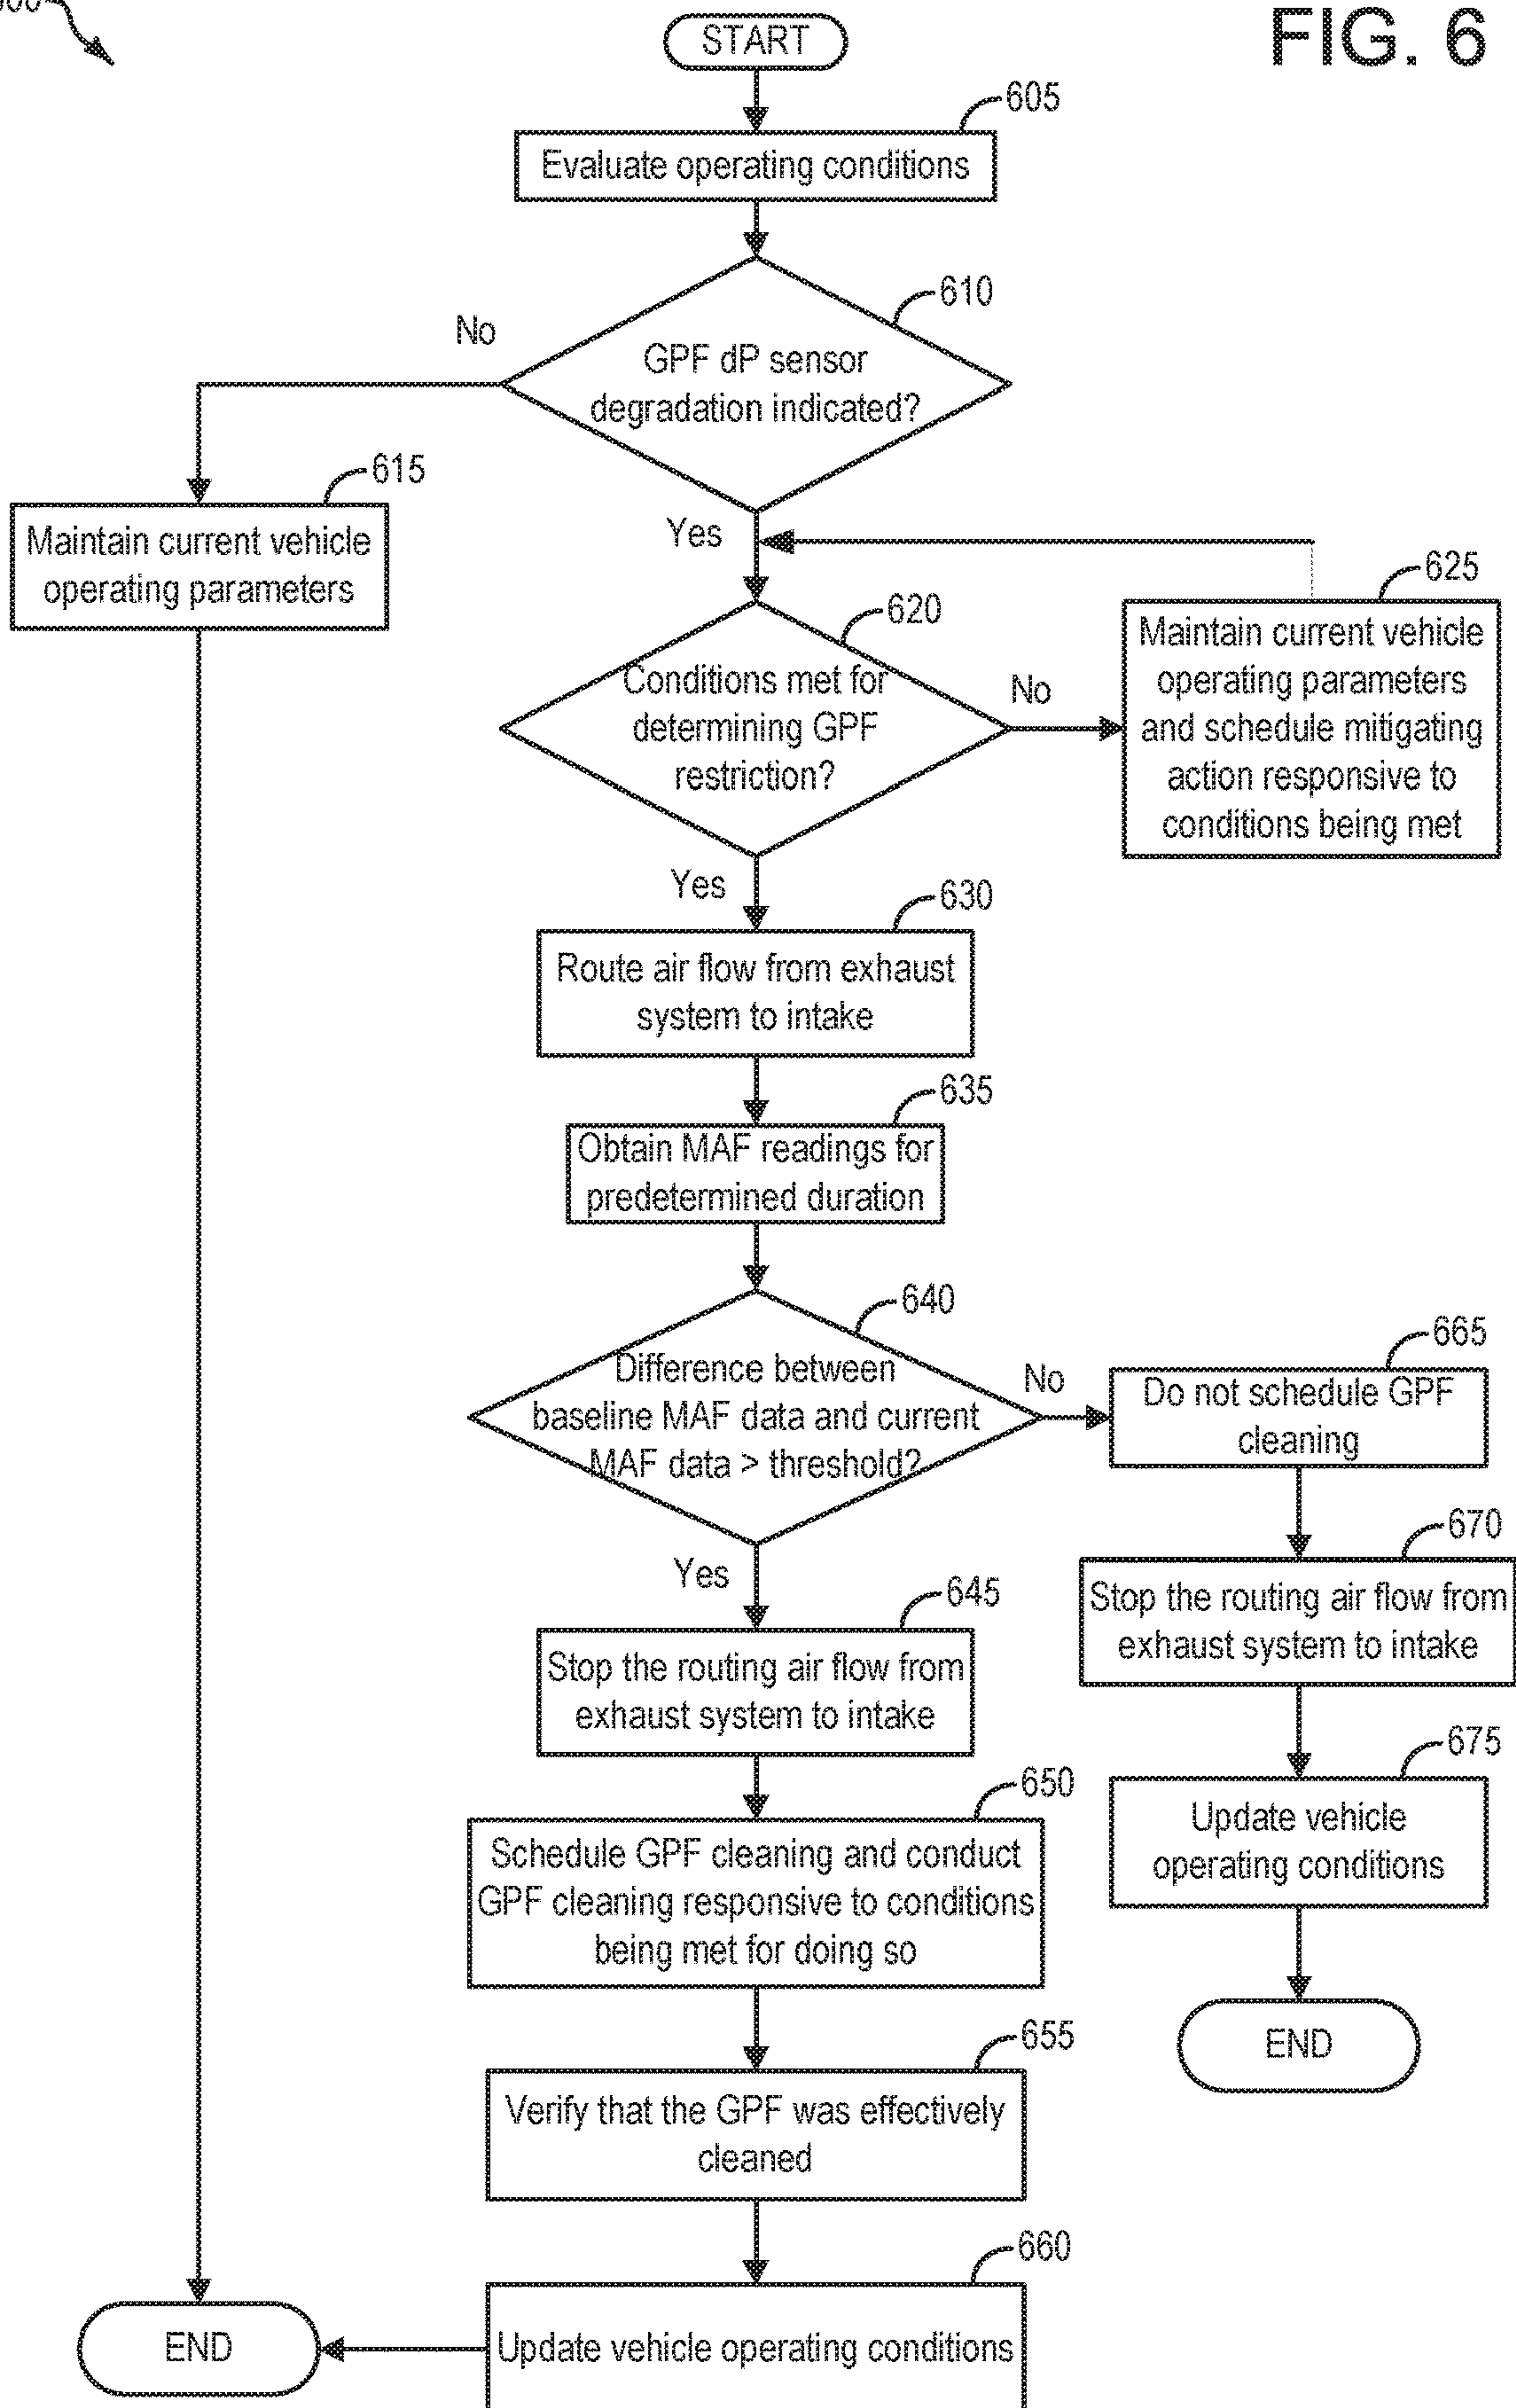 FIG. 6
START
605
Evaluate operating conditions
610
No
GPF dP sensor
degradation indicated?
615
Maintain current vehicle
operating parameters
Yes
625
620
Maintain current vehicle
operating parameters
and schedule mitigating
action responsive to
conditions being met
Conditions met for
determining GPF
restriction?
No
Yes
630
Route air flow from exhaust
system to intake
635
Obtain MAF readings for
predetermined duration
640
Difference between
baseline MAF data and current
MAF data > threshold?
No
665
Do not schedule GPF
cleaning
670
Stop the routing air flow from
exhaust system to intake
675
Update vehicle
operating conditions
END
Yes
645
Stop the routing air flow from
exhaust system to intake
650
Schedule GPF cleaning and conduct
GPF cleaning responsive to conditions
being met for doing so
655
Verify that the GPF was effectively
cleaned
660
Update vehicle operating conditions
END